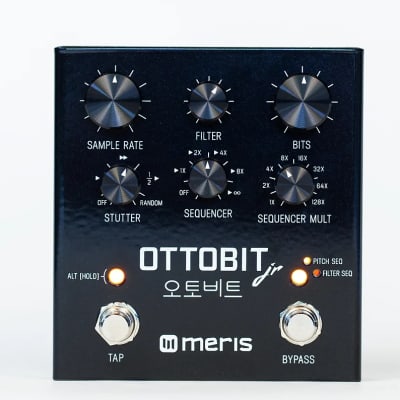 SAMPLE RATE
FILTER
BITS
▶▶
1/2
OFF
RANDOM
STUTTER
▶2X
▶4X
▶1X
▶8X
OFF
▶∞
SEQUENCER
8X
16X
4X
32X
2X
64X
1X
128X
SEQUENCER MULT
OTTOBIT jr
오토비트
ALT [HOLD]
PITCH SEQ
FILTER SEQ
meris
TAP
BYPASS